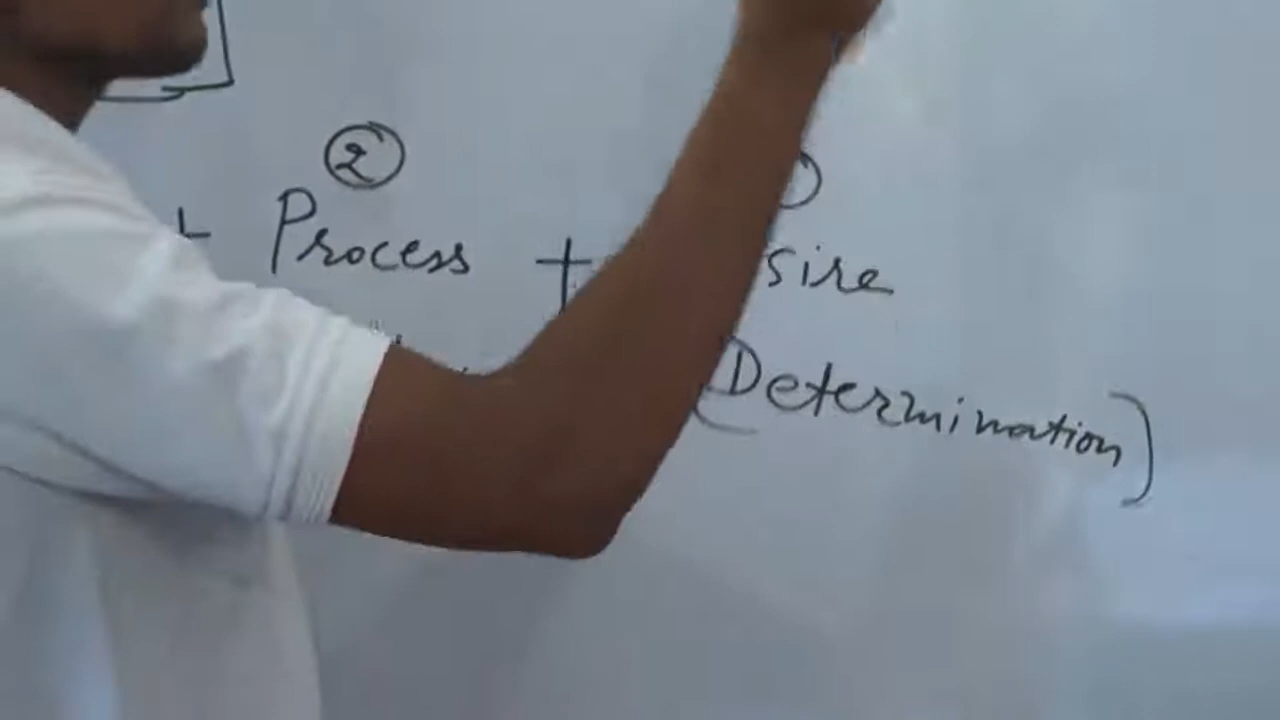 ②
+ Process + sire
(Determination)